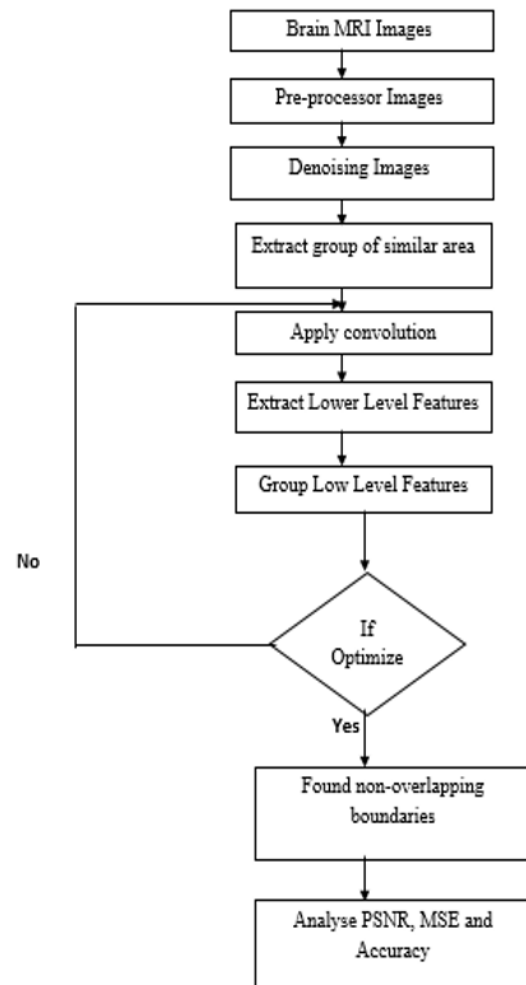 Brain MRI Images
Pre-processor Images
Denoising Images
Extract group of similar area
Apply convolution
Extract Lower Level Features
Group Low Level Features
No
If
Optimize
Yes
Found non-overlapping
boundaries
Analyse PSNR, MSE and
Accuracy